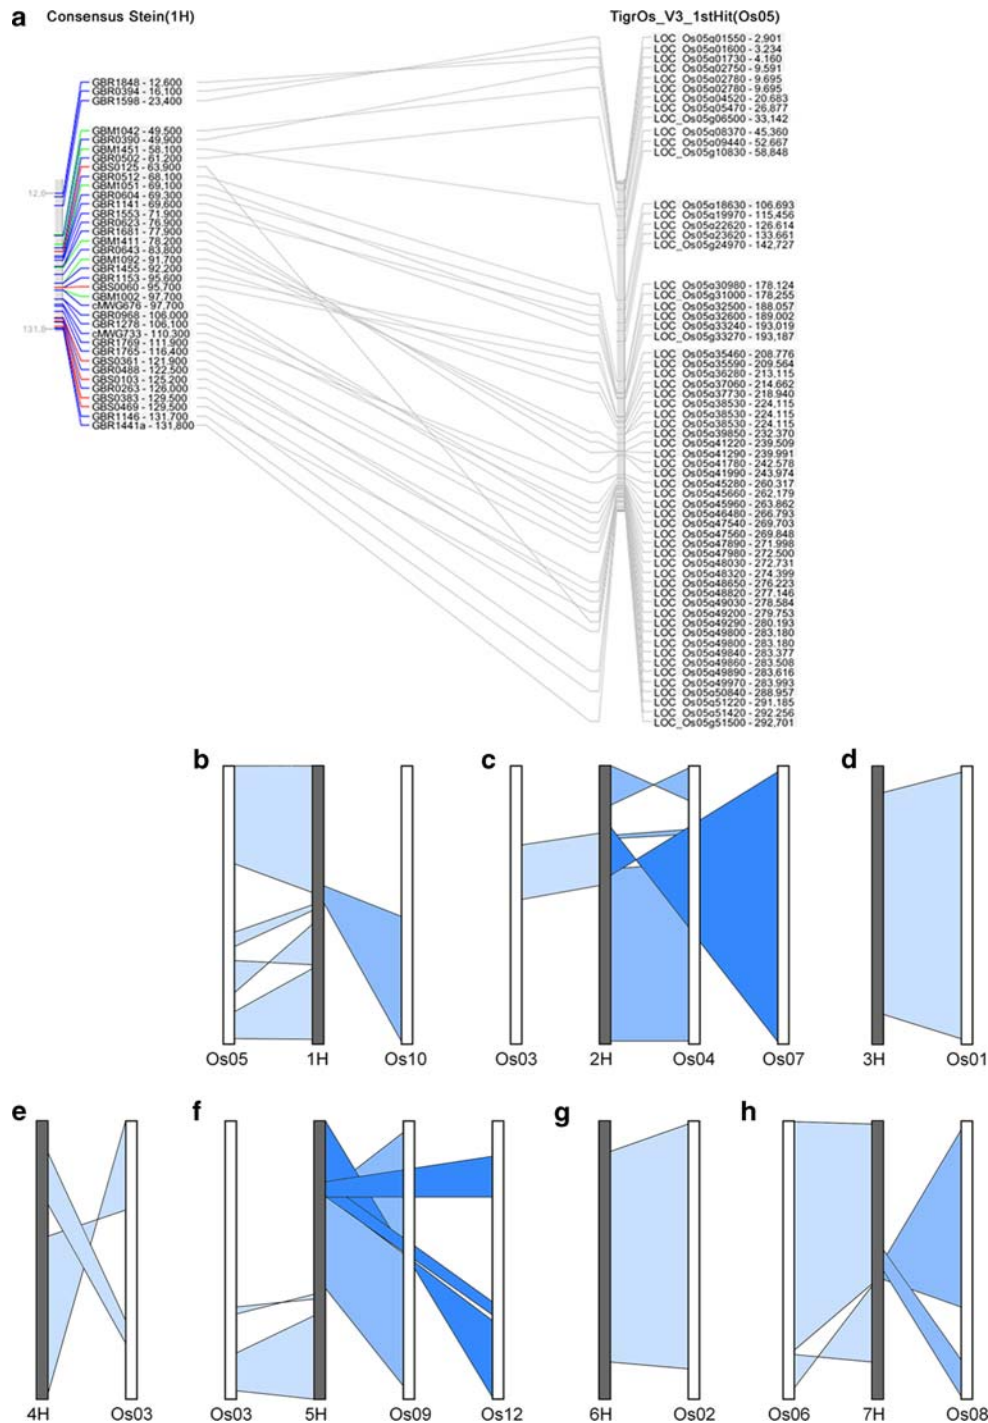 a Consensus Stein(1H) TigrOs_V3_1stHit(Os05)
GBR1848 - 12,600
GBR0394 - 16,100
GBR1598 - 23,400
GBM1042 - 49,500
GBR0390 - 49,900
GBM1451 - 58,100
GBR0502 - 61,200
GBS0125 - 63,900
GBR0512 - 68,100
GBM1051 - 69,100
GBR0604 - 69,300
GBR1141 - 69,600
GBR1553 - 71,900
GBR0623 - 76,900
GBR1681 - 77,900
GBM1411 - 78,200
GBR0643 - 83,800
GBM1092 - 91,700
GBR1455 - 92,200
GBR1153 - 95,600
GBS0060 - 95,700
GBM1002 - 97,700
cMWG676 - 97,700
GBR0968 - 106,000
GBR1278 - 106,100
cMWG733 - 110,300
GBR1769 - 111,900
GBR1765 - 116,400
GBS0361 - 121,900
GBR0488 - 122,500
GBS0103 - 125,200
GBR0263 - 126,000
GBS0383 - 129,500
GBS0469 - 129,500
GBR1146 - 131,700
GBR1441a - 131,800
12.0
131.8
LOC_Os05g01550 - 2,901
LOC_Os05g01600 - 3,234
LOC_Os05g01730 - 4,160
LOC_Os05g02750 - 9,591
LOC_Os05g02780 - 9,695
LOC_Os05g02780 - 9,695
LOC_Os05g04520 - 20,683
LOC_Os05g05470 - 26,877
LOC_Os05g06500 - 33,142
LOC_Os05g08370 - 45,360
LOC_Os05g09440 - 52,667
LOC_Os05g10830 - 58,848
LOC_Os05g18630 - 106,693
LOC_Os05g19970 - 115,456
LOC_Os05g22620 - 126,614
LOC_Os05g23620 - 133,661
LOC_Os05g24970 - 142,727
LOC_Os05g30980 - 178,124
LOC_Os05g31000 - 178,255
LOC_Os05g32500 - 188,057
LOC_Os05g32600 - 189,002
LOC_Os05g33240 - 193,019
LOC_Os05g33270 - 193,187
LOC_Os05g35460 - 208,776
LOC_Os05g35590 - 209,564
LOC_Os05g36280 - 213,115
LOC_Os05g37060 - 214,662
LOC_Os05g37730 - 218,940
LOC_Os05g38530 - 224,115
LOC_Os05g38530 - 224,115
LOC_Os05g38530 - 224,115
LOC_Os05g39850 - 232,370
LOC_Os05g41220 - 239,509
LOC_Os05g41290 - 239,991
LOC_Os05g41780 - 242,578
LOC_Os05g41990 - 243,974
LOC_Os05g45280 - 260,317
LOC_Os05g45660 - 262,179
LOC_Os05g45960 - 263,862
LOC_Os05g46480 - 266,793
LOC_Os05g47540 - 269,703
LOC_Os05g47560 - 269,848
LOC_Os05g47890 - 271,998
LOC_Os05g47980 - 272,500
LOC_Os05g48030 - 272,731
LOC_Os05g48320 - 274,399
LOC_Os05g48650 - 276,223
LOC_Os05g48820 - 277,146
LOC_Os05g49030 - 278,584
LOC_Os05g49200 - 279,753
LOC_Os05g49290 - 280,193
LOC_Os05g49800 - 283,180
LOC_Os05g49800 - 283,180
LOC_Os05g49840 - 283,377
LOC_Os05g49860 - 283,508
LOC_Os05g49890 - 283,616
LOC_Os05g49970 - 283,993
LOC_Os05g50840 - 288,957
LOC_Os05g51220 - 291,185
LOC_Os05g51420 - 292,256
LOC_Os05g51500 - 292,701
b c d
Os05 1H Os10 Os03 2H Os04 Os07 3H Os01
e f g h
4H Os03 Os03 5H Os09 Os12 6H Os02 Os06 7H Os08